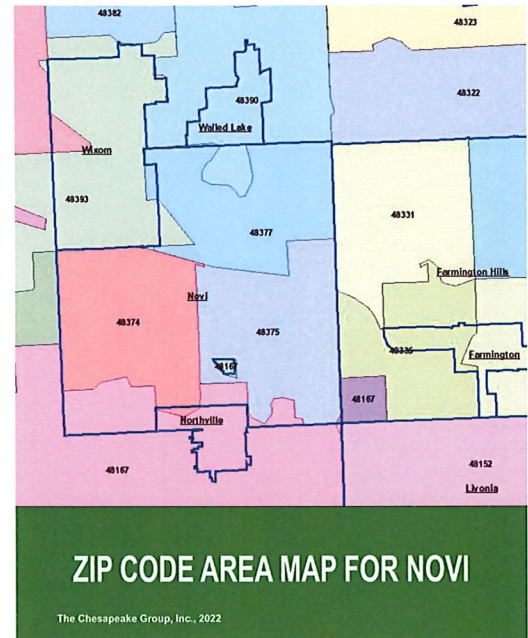 48382
48323
48322
48390
Walled Lake
Wixom
48393
48331
48377
Farmington Hills
Novi
48374
48375
48335
Farmington
48167
48167
Northville
48167
48152
Livonia
ZIP CODE AREA MAP FOR NOVI
The Chesapeake Group, Inc., 2022